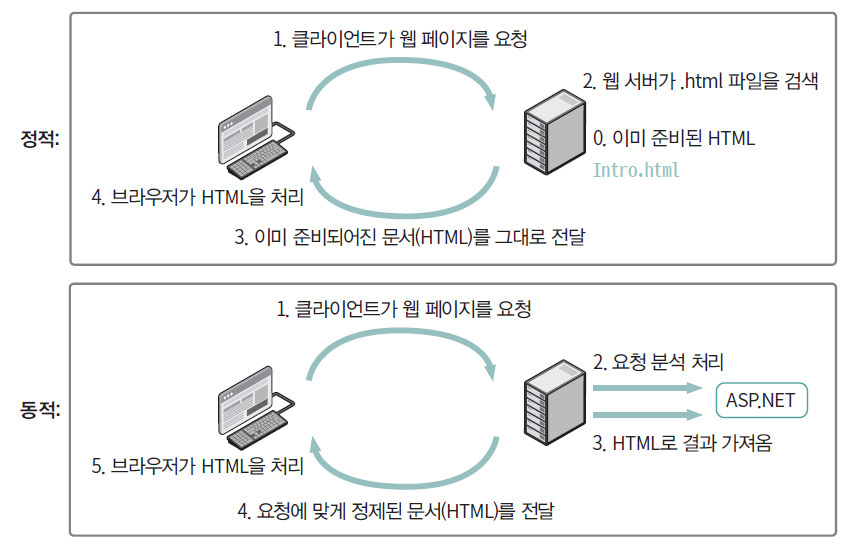 1. 클라이언트가 웹 페이지를 요청
2. 웹 서버가 .html 파일을 검색
정적:
0. 이미 준비된 HTML
Intro.html
4. 브라우저가 HTML을 처리
3. 이미 준비되어진 문서(HTML)를 그대로 전달
1. 클라이언트가 웹 페이지를 요청
2. 요청 분석 처리
동적:
ASP.NET
3. HTML로 결과 가져옴
5. 브라우저가 HTML을 처리
4. 요청에 맞게 정제된 문서(HTML)를 전달